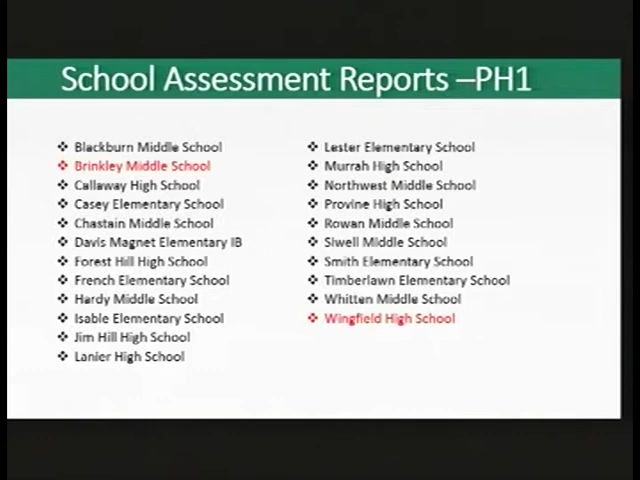 School Assessment Reports –PH1
❖ Blackburn Middle School
❖ Brinkley Middle School
❖ Callaway High School
❖ Casey Elementary School
❖ Chastain Middle School
❖ Davis Magnet Elementary IB
❖ Forest Hill High School
❖ French Elementary School
❖ Hardy Middle School
❖ Isable Elementary School
❖ Jim Hill High School
❖ Lanier High School
❖ Lester Elementary School
❖ Murrah High School
❖ Northwest Middle School
❖ Provine High School
❖ Rowan Middle School
❖ Siwell Middle School
❖ Smith Elementary School
❖ Timberlawn Elementary School
❖ Whitten Middle School
❖ Wingfield High School